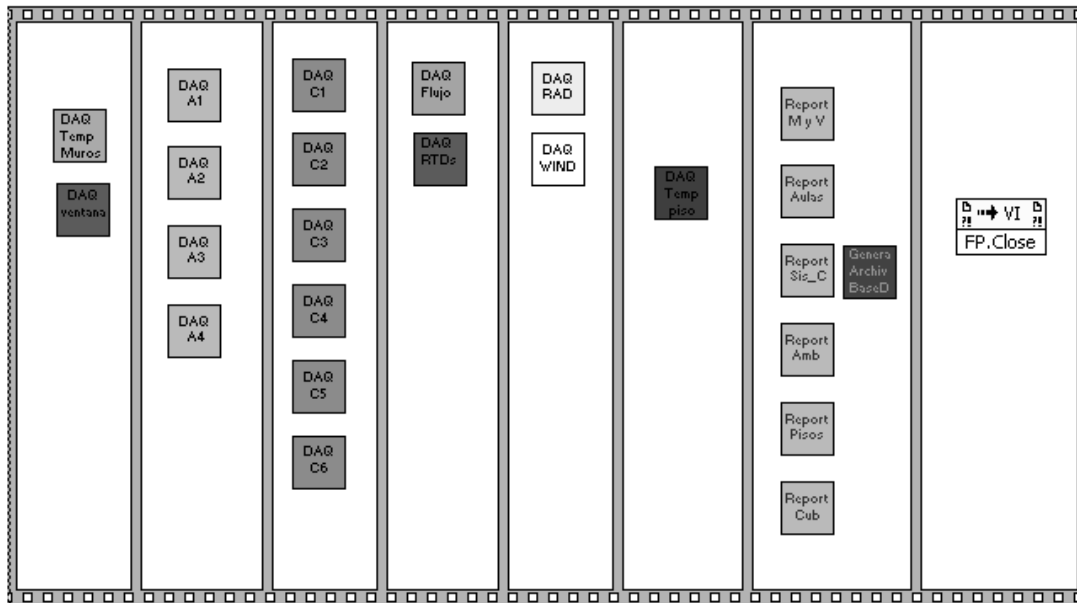 DAQ
Temp
Muros
DAQ
ventana
DAQ
A1
DAQ
A2
DAQ
A3
DAQ
A4
DAQ
C1
DAQ
C2
DAQ
C3
DAQ
C4
DAQ
C5
DAQ
C6
DAQ
Flujo
DAQ
RTDs
DAQ
RAD
DAQ
WIND
DAQ
Temp
piso
Report
M y V
Report
Aulas
Report
Sis_C
Genera
Archiv
BaseD
Report
Amb
Report
Pisos
Report
Cub
?! VI ?!
FP.Close